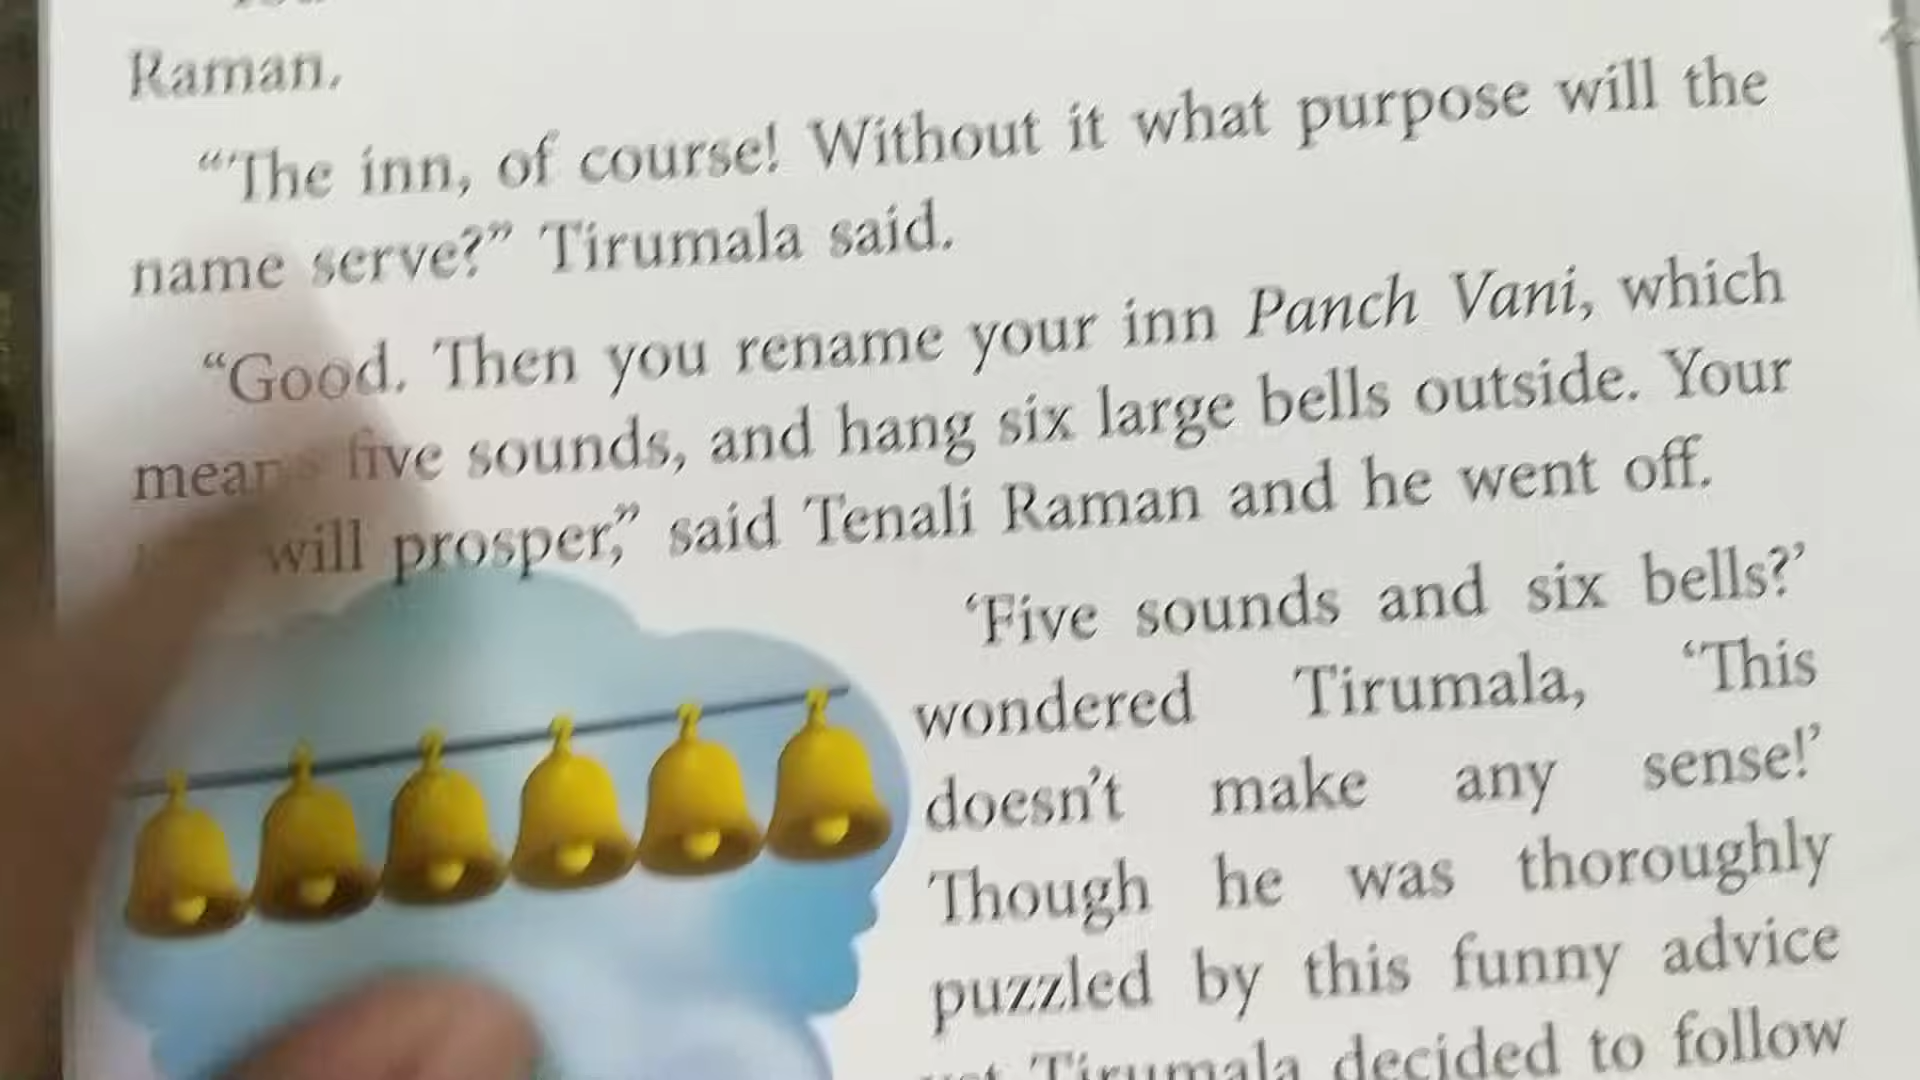 Raman.
“The inn, of course! Without it what purpose will the
name serve?” Tirumala said.
“Good. Then you rename your inn Panch Vani, which
five sounds, and hang six large bells outside. Your
will prosper,” said Tenali Raman and he went off.
‘Five sounds and six bells?’
wondered Tirumala, ‘This
doesn’t make any sense!’
Though he was thoroughly
puzzled by this funny advice
Tirumala decided to follow